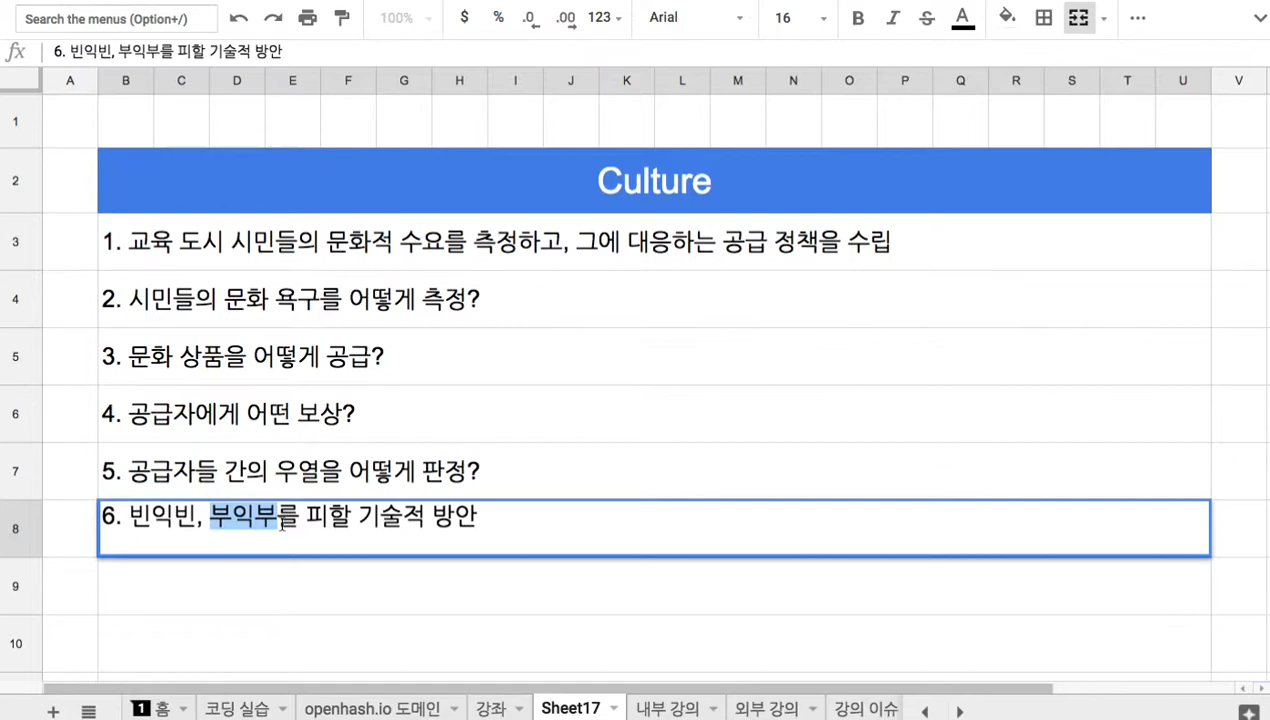 Search the menus (Option+/)
100%
$ % .0 .00 123
Arial
16
B I S A
fx 6. 빈익빈, 부익부를 피할 기술적 방안
A B C D E F G H I J K L M N O P Q R S T U V
1
2 Culture
3 1. 교육 도시 시민들의 문화적 수요를 측정하고, 그에 대응하는 공급 정책을 수립
4 2. 시민들의 문화 욕구를 어떻게 측정?
5 3. 문화 상품을 어떻게 공급?
6 4. 공급자에게 어떤 보상?
7 5. 공급자들 간의 우열을 어떻게 판정?
8 6. 빈익빈, 부익부를 피할 기술적 방안
9
10
1 홈 코딩 실습 openhash.io 도메인 강좌 Sheet17 내부 강의 외부 강의 강의 이슈